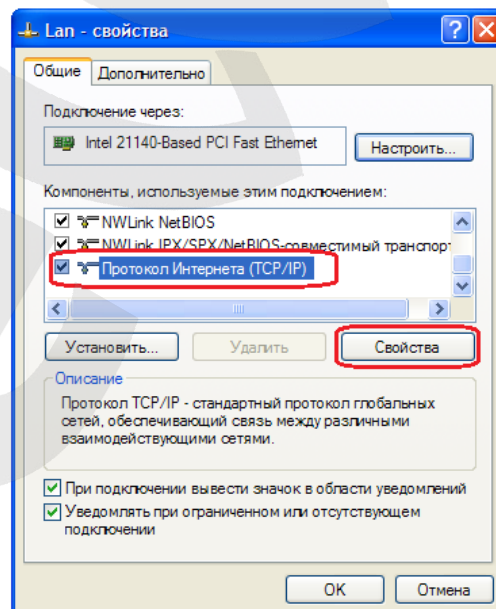 Lan - свойства
Общие
Дополнительно
Подключение через:
Intel 21140-Based PCI Fast Ethernet
Настроить...
Компоненты, используемые этим подключением:
NWLink NetBIOS
NWLink IPX/SPX/NetBIOS-совместимый транспорт
Протокол Интернета (TCP/IP)
Установить...
Удалить
Свойства
Описание
Протокол TCP/IP - стандартный протокол глобальных
сетей, обеспечивающий связь между различными
взаимодействующими сетями.
При подключении вывести значок в области уведомлений
Уведомлять при ограниченном или отсутствующем
подключении
OK
Отмена